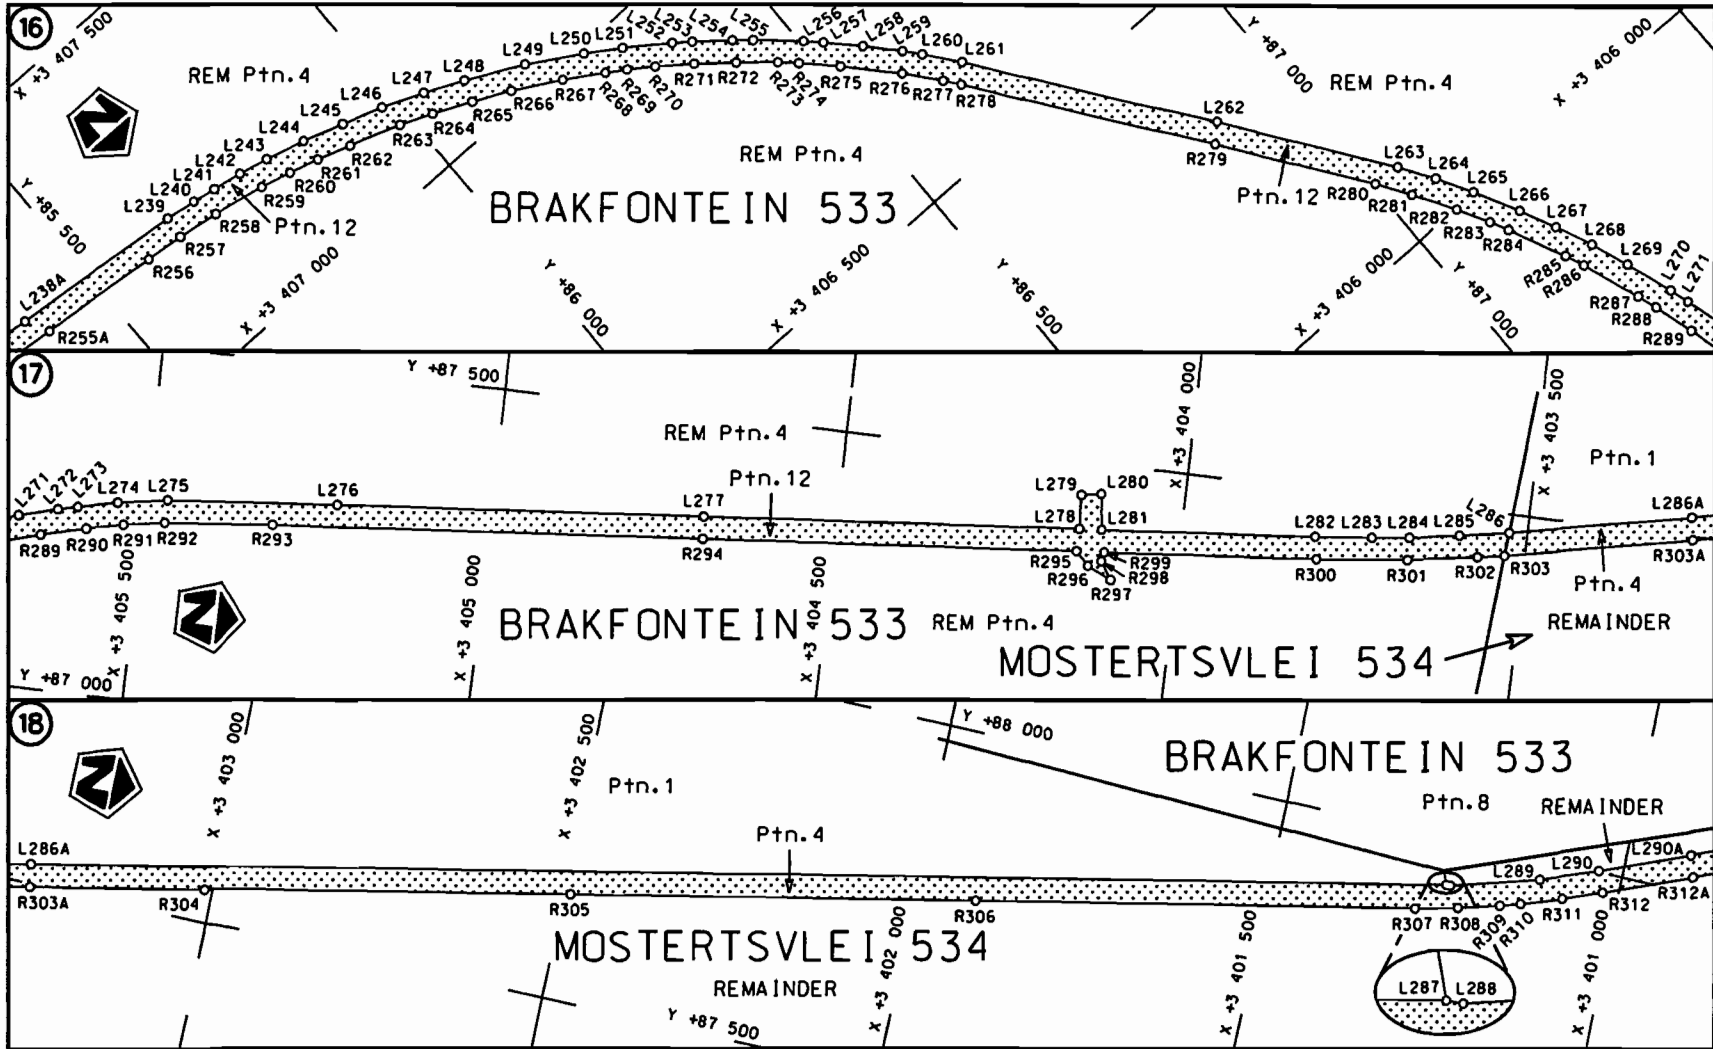 16
X +3 407 500
REM Ptn.4
L238A
L239
L240
L241
L242
L243
L244
L245
L246
L247
L248
L249
L250
L251
L252
L253
L254
L255
L256
L257
L258
L259
L260
L261
L262
L263
L264
L265
L266
L267
L268
L269
L270
L271
Y +87 000
REM Ptn.4
X +3 406 000
REM Ptn.4
BRAKFONTEIN 533
Ptn.12
Ptn.12
Y +85 500
R255A
R256
R257
R258
R259
R260
R261
R262
R263
R264
R265
R266
R267
R268
R269
R270
R271
R272
R273
R274
R275
R276
R277
R278
R279
R280
R281
R282
R283
R284
R285
R286
R287
R288
R289
X +3 407 000
Y +86 000
X +3 406 500
Y +86 500
X +3 406 000
Y +87 000
17
Y +87 500
REM Ptn.4
Ptn.12
X +3 404 000
X +3 403 500
Ptn.1
L271
L272
L273
L274
L275
L276
L277
L278
L279
L280
L281
L282
L283
L284
L285
L286
L286A
R289
R290
R291
R292
R293
R294
R295
R296
R297
R298
R299
R300
R301
R302
R303
R303A
Ptn.4
X +3 405 500
X +3 405 000
X +3 404 500
BRAKFONTEIN 533
REM Ptn.4
REMAINDER
MOSTERTSVLEI 534
Y +87 000
18
X +3 403 000
X +3 402 500
Y +88 000
BRAKFONTEIN 533
Ptn.1
Ptn.8
REMAINDER
Ptn.4
L286A
L289
L290
L290A
R303A
R304
R305
R306
R307
R308
R309
R310
R311
R312
R312A
MOSTERTSVLEI 534
REMAINDER
X +3 402 000
X +3 401 500
X +3 401 000
L287
L288
Y +87 500